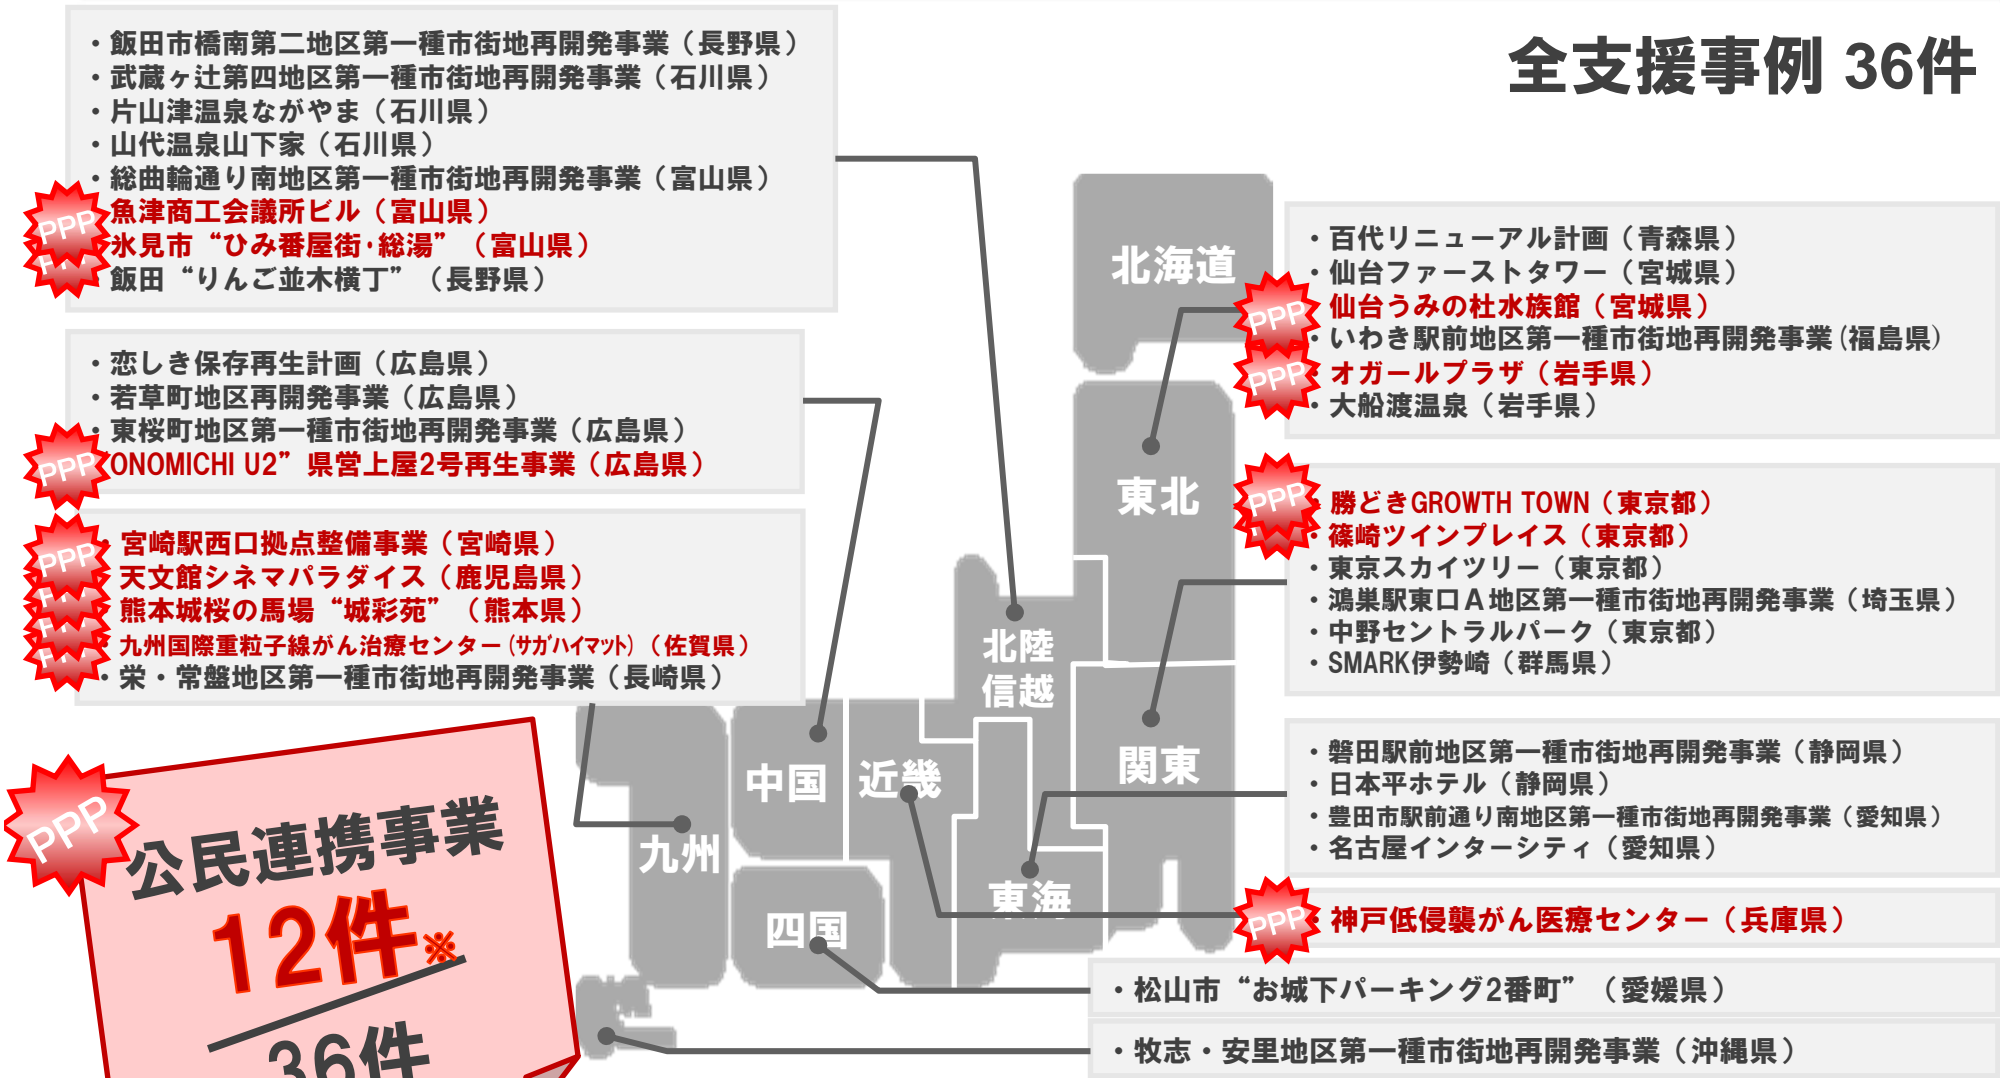 全支援事例 36件
・飯田市橋南第二地区第一種市街地再開発事業（長野県）
・武蔵ヶ辻第四地区第一種市街地再開発事業（石川県）
・片山津温泉ながやま（石川県）
・山代温泉山下家（石川県）
・総曲輪通り南地区第一種市街地再開発事業（富山県）
PPP
魚津商工会議所ビル（富山県）
氷見市“ひみ番屋街･総湯”（富山県）
飯田“りんご並木横丁”（長野県）
・恋しき保存再生計画（広島県）
・若草町地区再開発事業（広島県）
・東桜町地区第一種市街地再開発事業（広島県）
PPP
“ONOMICHI U2”県営上屋2号再生事業（広島県）
PPP
・宮崎駅西口拠点整備事業（宮崎県）
天文館シネマパラダイス（鹿児島県）
熊本城桜の馬場“城彩苑”（熊本県）
・九州国際重粒子線がん治療センター(サガハイマット)（佐賀県）
・栄・常盤地区第一種市街地再開発事業（長崎県）
PPP
公民連携事業
12件※
36件
北海道
東北
北陸
信越
関東
中国
近畿
九州
東海
四国
・百代リニューアル計画（青森県）
・仙台ファーストタワー（宮城県）
PPP
・仙台うみの杜水族館（宮城県）
・いわき駅前地区第一種市街地再開発事業(福島県)
PPP
・オガールプラザ（岩手県）
・大船渡温泉（岩手県）
PPP
・勝どきGROWTH TOWN（東京都）
・篠崎ツインプレイス（東京都）
・東京スカイツリー（東京都）
・鴻巣駅東口Ａ地区第一種市街地再開発事業（埼玉県）
・中野セントラルパーク（東京都）
・SMARK伊勢崎（群馬県）
・磐田駅前地区第一種市街地再開発事業（静岡県）
・日本平ホテル（静岡県）
・豊田市駅前通り南地区第一種市街地再開発事業（愛知県）
・名古屋インターシティ（愛知県）
PPP
・神戸低侵襲がん医療センター（兵庫県）
・松山市“お城下パーキング2番町”（愛媛県）
・牧志・安里地区第一種市街地再開発事業（沖縄県）